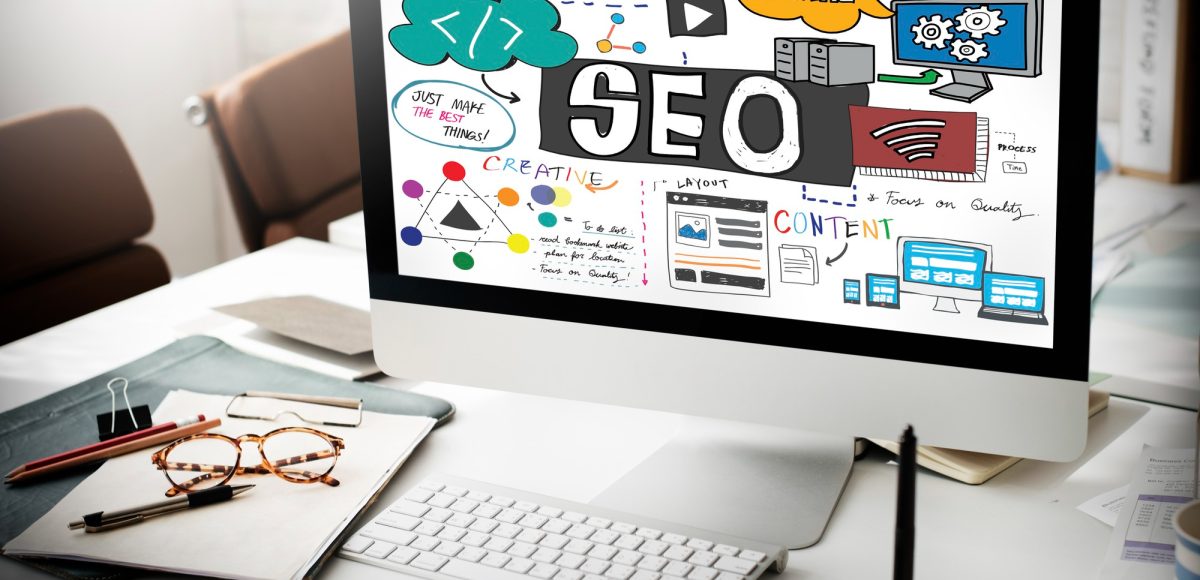 </>
SEO
JUST MAKE
THE BEST
THINGS!
CREATIVE
To do list
read bookmark website
plan for location
Focus on Quality!
LAYOUT
CONTENT
PROCESS
Time
* Focus on Quality